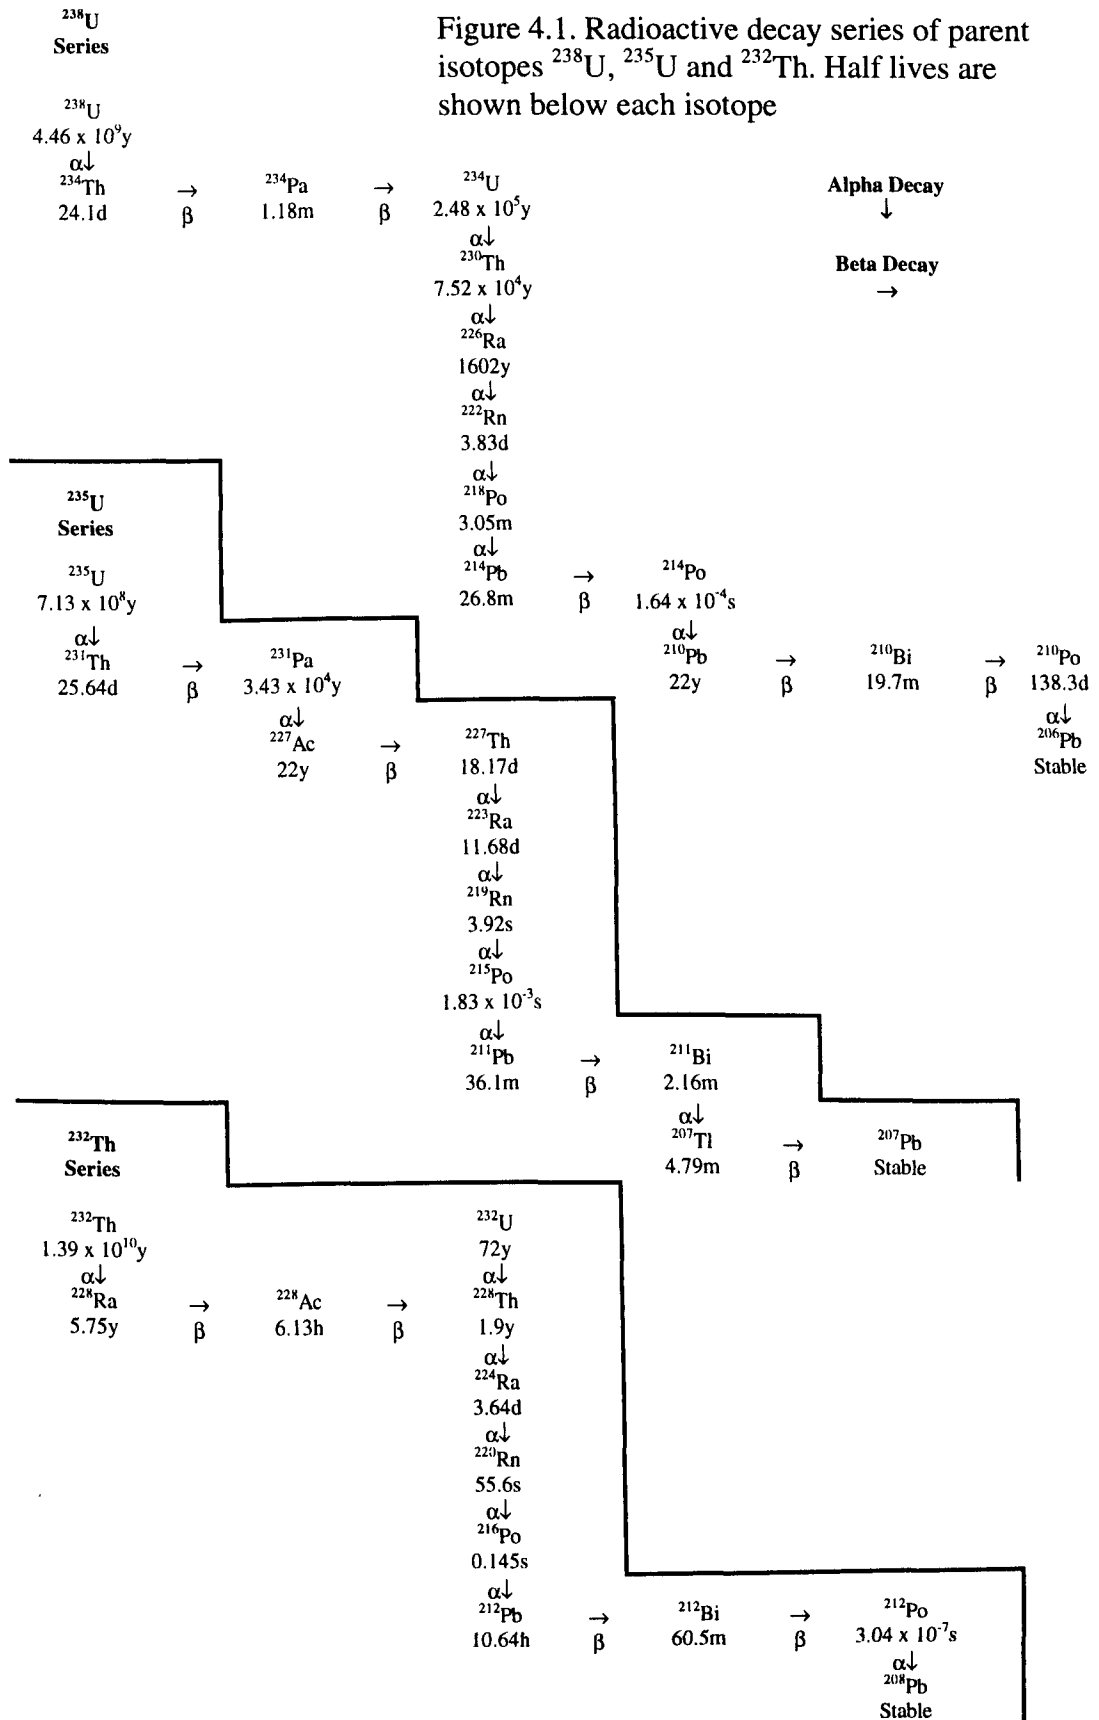 ²³⁸U
Series
Figure 4.1. Radioactive decay series of parent
isotopes ²³⁸U, ²³⁵U and ²³²Th. Half lives are
shown below each isotope
²³⁸U
4.46 x 10⁹y
α↓
²³⁴Th → ²³⁴Pa → ²³⁴U
24.1d β 1.18m β 2.48 x 10⁵y
Alpha Decay
↓
Beta Decay
→
α↓
²³⁰Th
7.52 x 10⁴y
α↓
²²⁶Ra
1602y
α↓
²²²Rn
3.83d
α↓
²¹⁸Po
3.05m
α↓
²¹⁴Pb → ²¹⁴Po
26.8m β 1.64 x 10⁻⁴s
α↓
²¹⁰Pb → ²¹⁰Bi → ²¹⁰Po
22y β 19.7m β 138.3d
α↓
²⁰⁶Pb
Stable
²³⁵U
Series
²³⁵U
7.13 x 10⁸y
α↓
²³¹Th → ²³¹Pa
25.64d β 3.43 x 10⁴y
α↓
²²⁷Ac → ²²⁷Th
22y β 18.17d
α↓
²²³Ra
11.68d
α↓
²¹⁹Rn
3.92s
α↓
²¹⁵Po
1.83 x 10⁻³s
α↓
²¹¹Pb → ²¹¹Bi
36.1m β 2.16m
α↓
²⁰⁷Tl → ²⁰⁷Pb
4.79m β Stable
²³²Th
Series
²³²Th ²³²U
1.39 x 10¹⁰y 72y
α↓ α↓
²²⁸Ra → ²²⁸Ac → ²²⁸Th
5.75y β 6.13h β 1.9y
α↓
²²⁴Ra
3.64d
α↓
²²⁰Rn
55.6s
α↓
²¹⁶Po
0.145s
α↓
²¹²Pb → ²¹²Bi → ²¹²Po
10.64h β 60.5m β 3.04 x 10⁻⁷s
α↓
²⁰⁸Pb
Stable